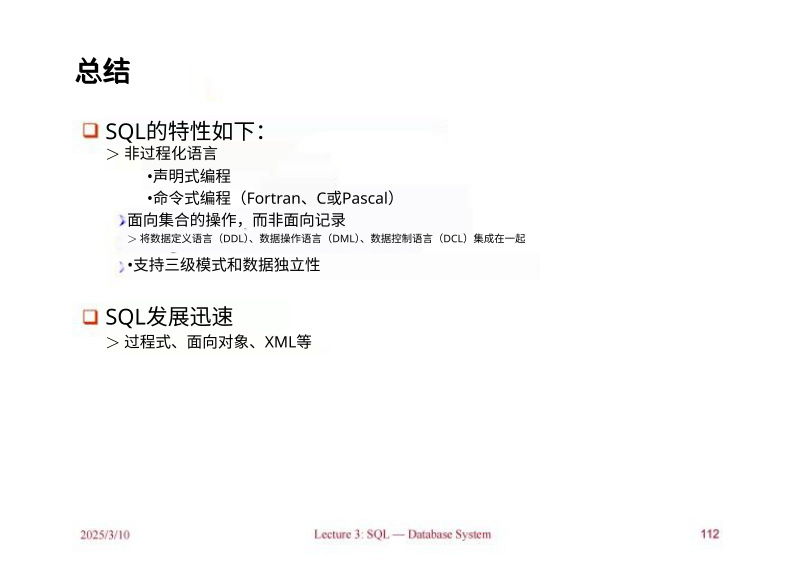 总结
SQL的特性如下：
＞ 非过程化语言
•声明式编程
•命令式编程（Fortran、C或Pascal）
面向集合的操作，而非面向记录
＞ 将数据定义语言（DDL）、数据操作语言（DML）、数据控制语言（DCL）集成在一起
•支持三级模式和数据独立性
SQL发展迅速
＞ 过程式、面向对象、XML等
2025/3/10
Lecture 3: SQL — Database System
112